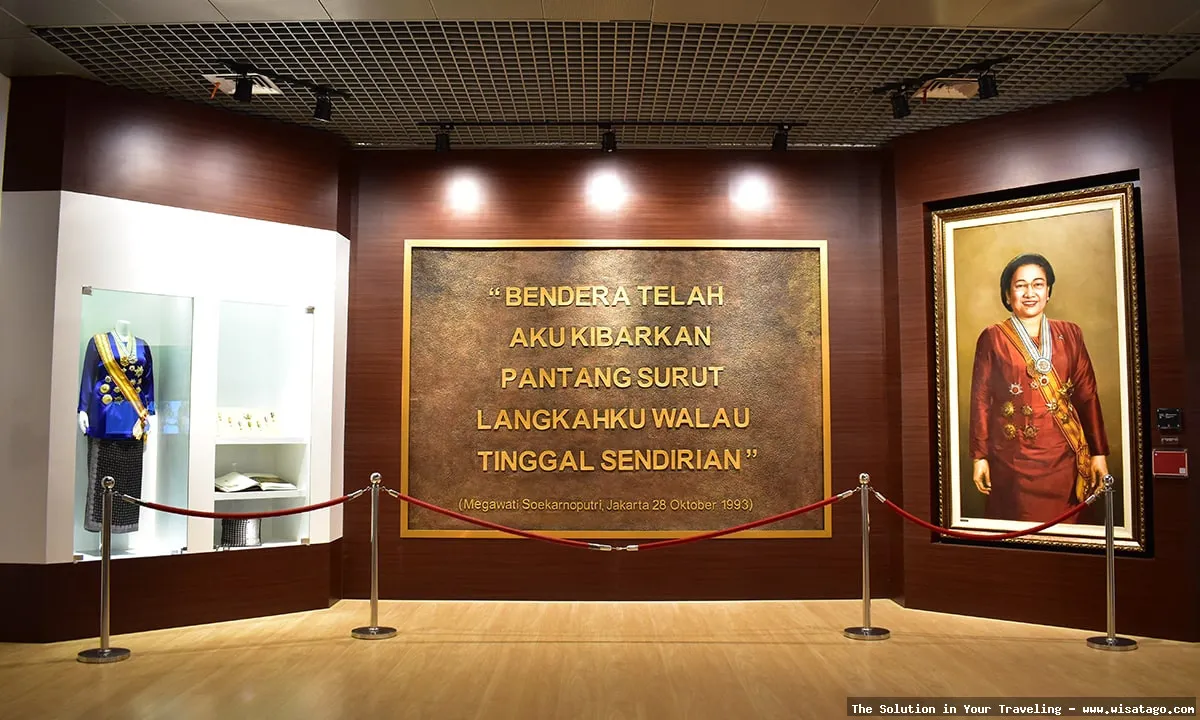 “BENDERA TELAH
AKU KIBARKAN
PANTANG SURUT
LANGKAHKU WALAU
TINGGAL SENDIRIAN”
(Megawati Soekarnoputri, Jakarta 28 Oktober 1993)
The Solution in Your Traveling - www.wisatago.com